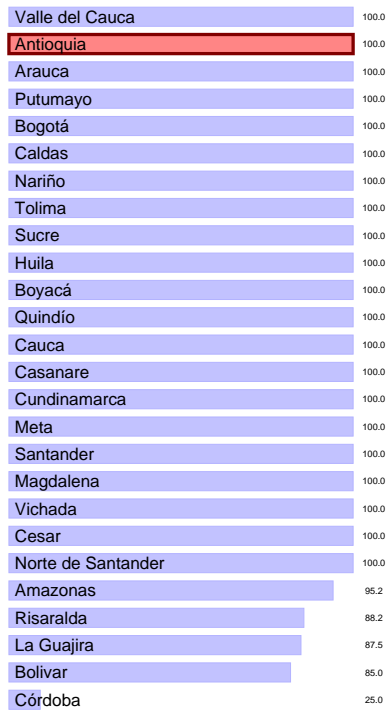 Valle del Cauca 100.0
Antioquia 100.0
Arauca 100.0
Putumayo 100.0
Bogotá 100.0
Caldas 100.0
Nariño 100.0
Tolima 100.0
Sucre 100.0
Huila 100.0
Boyacá 100.0
Quindío 100.0
Cauca 100.0
Casanare 100.0
Cundinamarca 100.0
Meta 100.0
Santander 100.0
Magdalena 100.0
Vichada 100.0
Cesar 100.0
Norte de Santander 100.0
Amazonas 95.2
Risaralda 88.2
La Guajira 87.5
Bolivar 85.0
Córdoba 25.0